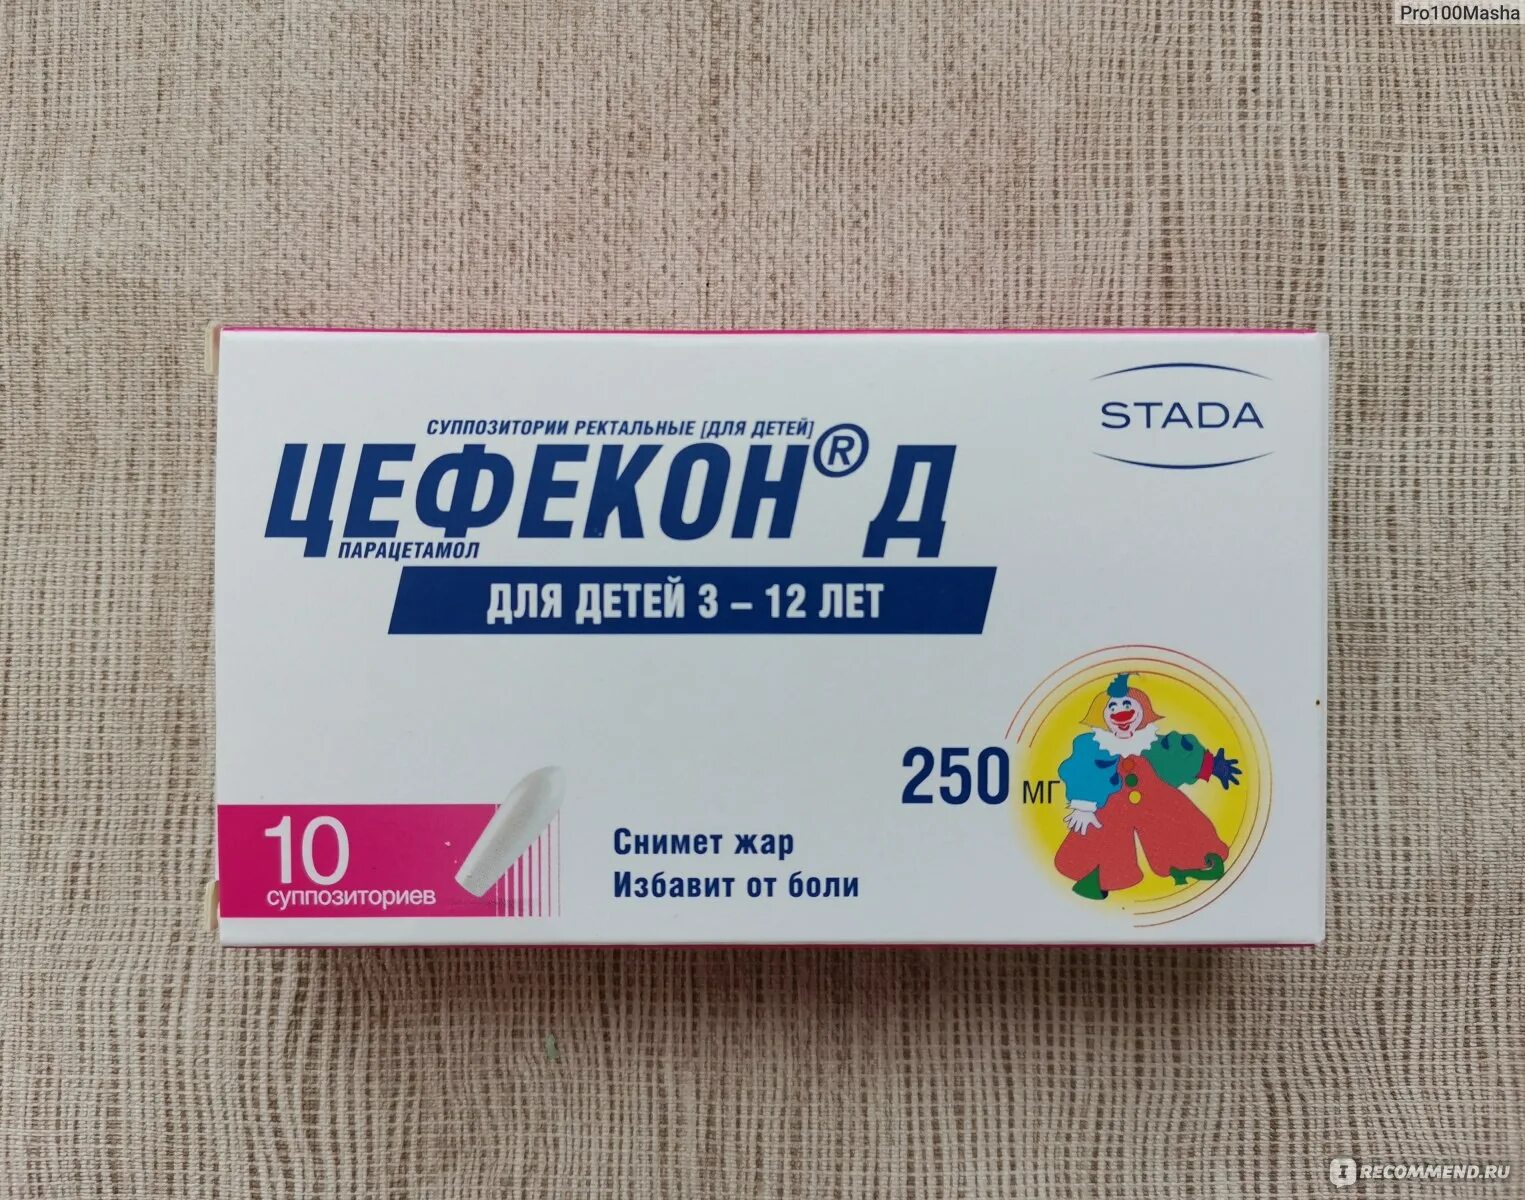 Pro100Masha
STADA
СУППОЗИТОРИИ РЕКТАЛЬНЫЕ [ДЛЯ ДЕТЕЙ]
ЦЕФЕКОН® Д
ПАРАЦЕТАМОЛ
ДЛЯ ДЕТЕЙ 3 – 12 ЛЕТ
250 мг
10
суппозиториев
Снимет жар
Избавит от боли
IRECOMMEND.RU